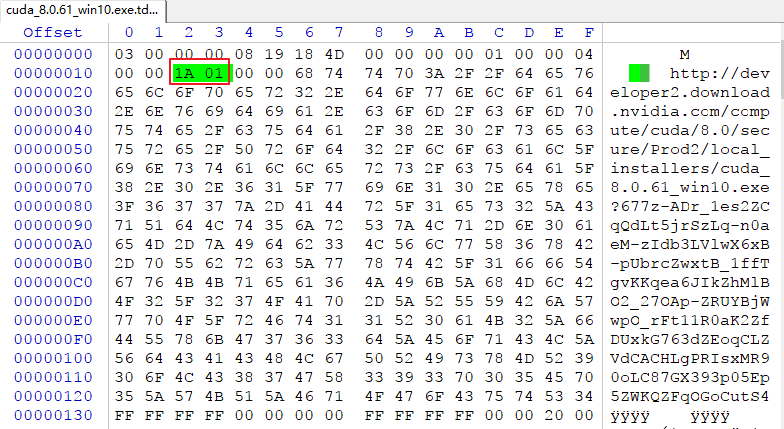 cuda_8.0.61_win10.exe.td...
Offset 0 1 2 3 4 5 6 7 8 9 A B C D E F
00000000 03 00 00 00 08 19 18 4D 00 00 00 00 01 00 00 04 M
00000010 00 00 1A 01 00 00 68 74 74 70 3A 2F 2F 64 65 76 http://dev
00000020 65 6C 6F 70 65 72 32 2E 64 6F 77 6E 6C 6F 61 64 eloper2.download
00000030 2E 6E 76 69 64 69 61 2E 63 6F 6D 2F 63 6F 6D 70 .nvidia.com/comp
00000040 75 74 65 2F 63 75 64 61 2F 38 2E 30 2F 73 65 63 ute/cuda/8.0/sec
00000050 75 72 65 2F 50 72 6F 64 32 2F 6C 6F 63 61 6C 5F ure/Prod2/local_
00000060 69 6E 73 74 61 6C 6C 65 72 73 2F 63 75 64 61 5F installers/cuda_
00000070 38 2E 30 2E 36 31 5F 77 69 6E 31 30 2E 65 78 65 8.0.61_win10.exe
00000080 3F 36 37 37 7A 2D 41 44 72 5F 31 65 73 32 5A 43 ?677z-ADr_1es2ZC
00000090 71 51 64 4C 74 35 6A 72 53 7A 4C 71 2D 6E 30 61 qQdLt5jrSzLq-n0a
000000A0 65 4D 2D 7A 49 64 62 33 4C 56 6C 77 58 36 78 42 eM-zIdb3LVlwX6xB
000000B0 2D 70 55 62 72 63 5A 77 78 74 42 5F 31 66 66 54 -pUbrcZwxtB_1ffT
000000C0 67 76 4B 4B 71 65 61 36 4A 49 6B 5A 68 4D 6C 42 gvKKqea6JIkZhMlB
000000D0 4F 32 5F 32 37 4F 41 70 2D 5A 52 55 59 42 6A 57 O2_27OAp-ZRUYBjW
000000E0 77 70 4F 5F 72 46 74 31 31 52 30 61 4B 32 5A 66 wpO_rFt11R0aK2Zf
000000F0 44 55 78 6B 47 37 36 33 64 5A 45 6F 71 43 4C 5A DUxkG763dZEoqCLZ
00000100 56 64 43 41 43 48 4C 67 50 52 49 73 78 4D 52 39 VdCACHLgPRIsxMR9
00000110 30 6F 4C 43 38 37 47 58 33 39 33 70 30 35 45 70 0oLC87GX393p05Ep
00000120 35 5A 57 4B 51 5A 46 71 4F 47 6F 43 75 74 53 34 5ZWKQZFqOGoCutS4
00000130 FF FF FF FF 00 00 00 00 FF FF FF FF 00 00 20 00 ÿÿÿÿ ÿÿÿÿ